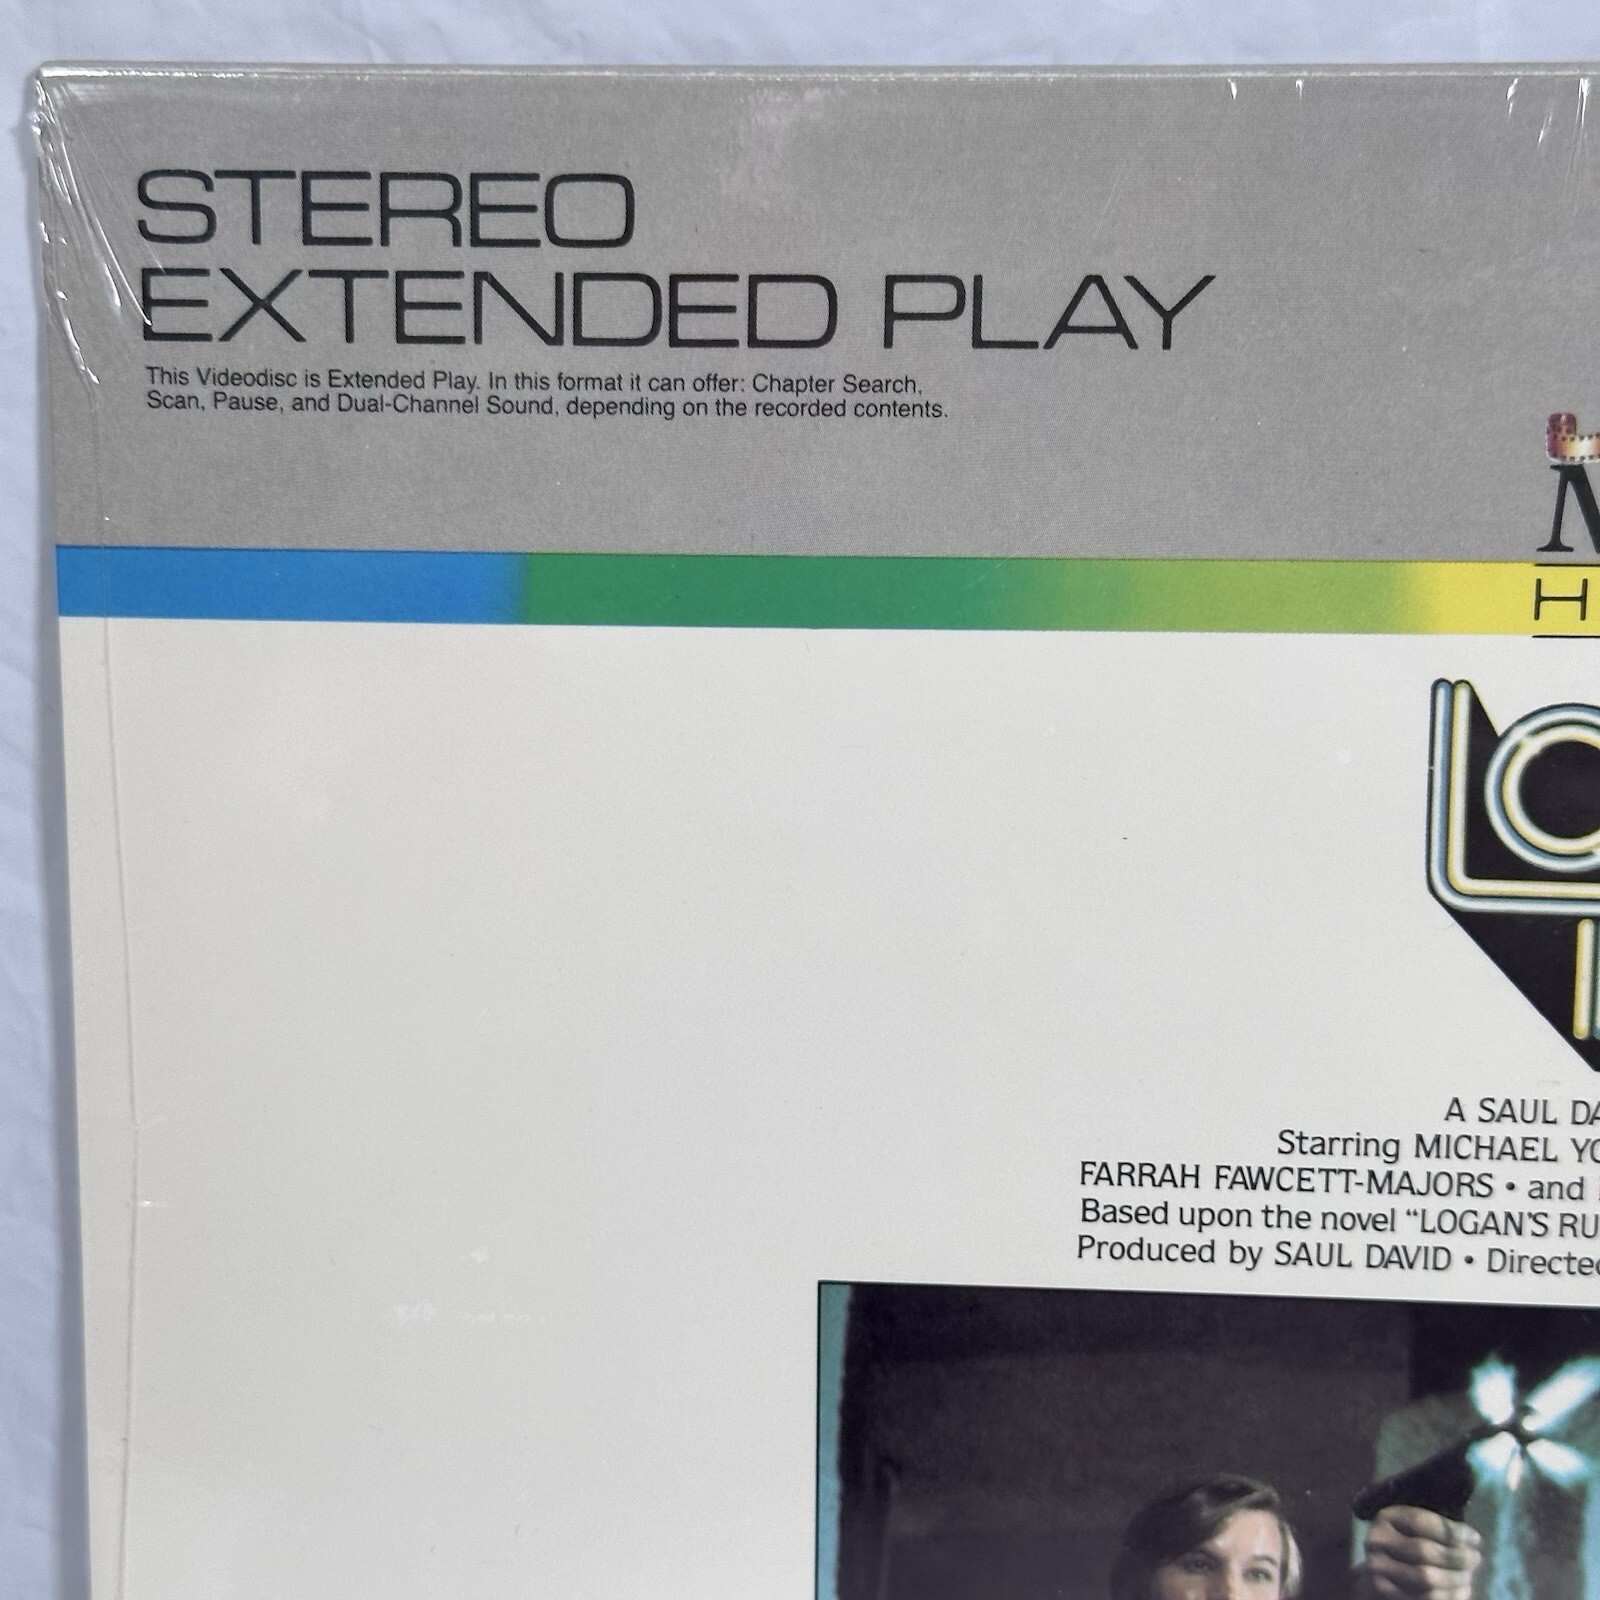 STEREO
EXTENDED PLAY
This Videodisc is Extended Play. In this format it can offer: Chapter Search,
Scan, Pause, and Dual-Channel Sound, depending on the recorded contents.
M
H
LO
A SAUL DA
Starring MICHAEL YO
FARRAH FAWCETT-MAJORS • and
Based upon the novel “LOGAN'S RU
Produced by SAUL DAVID • Directed